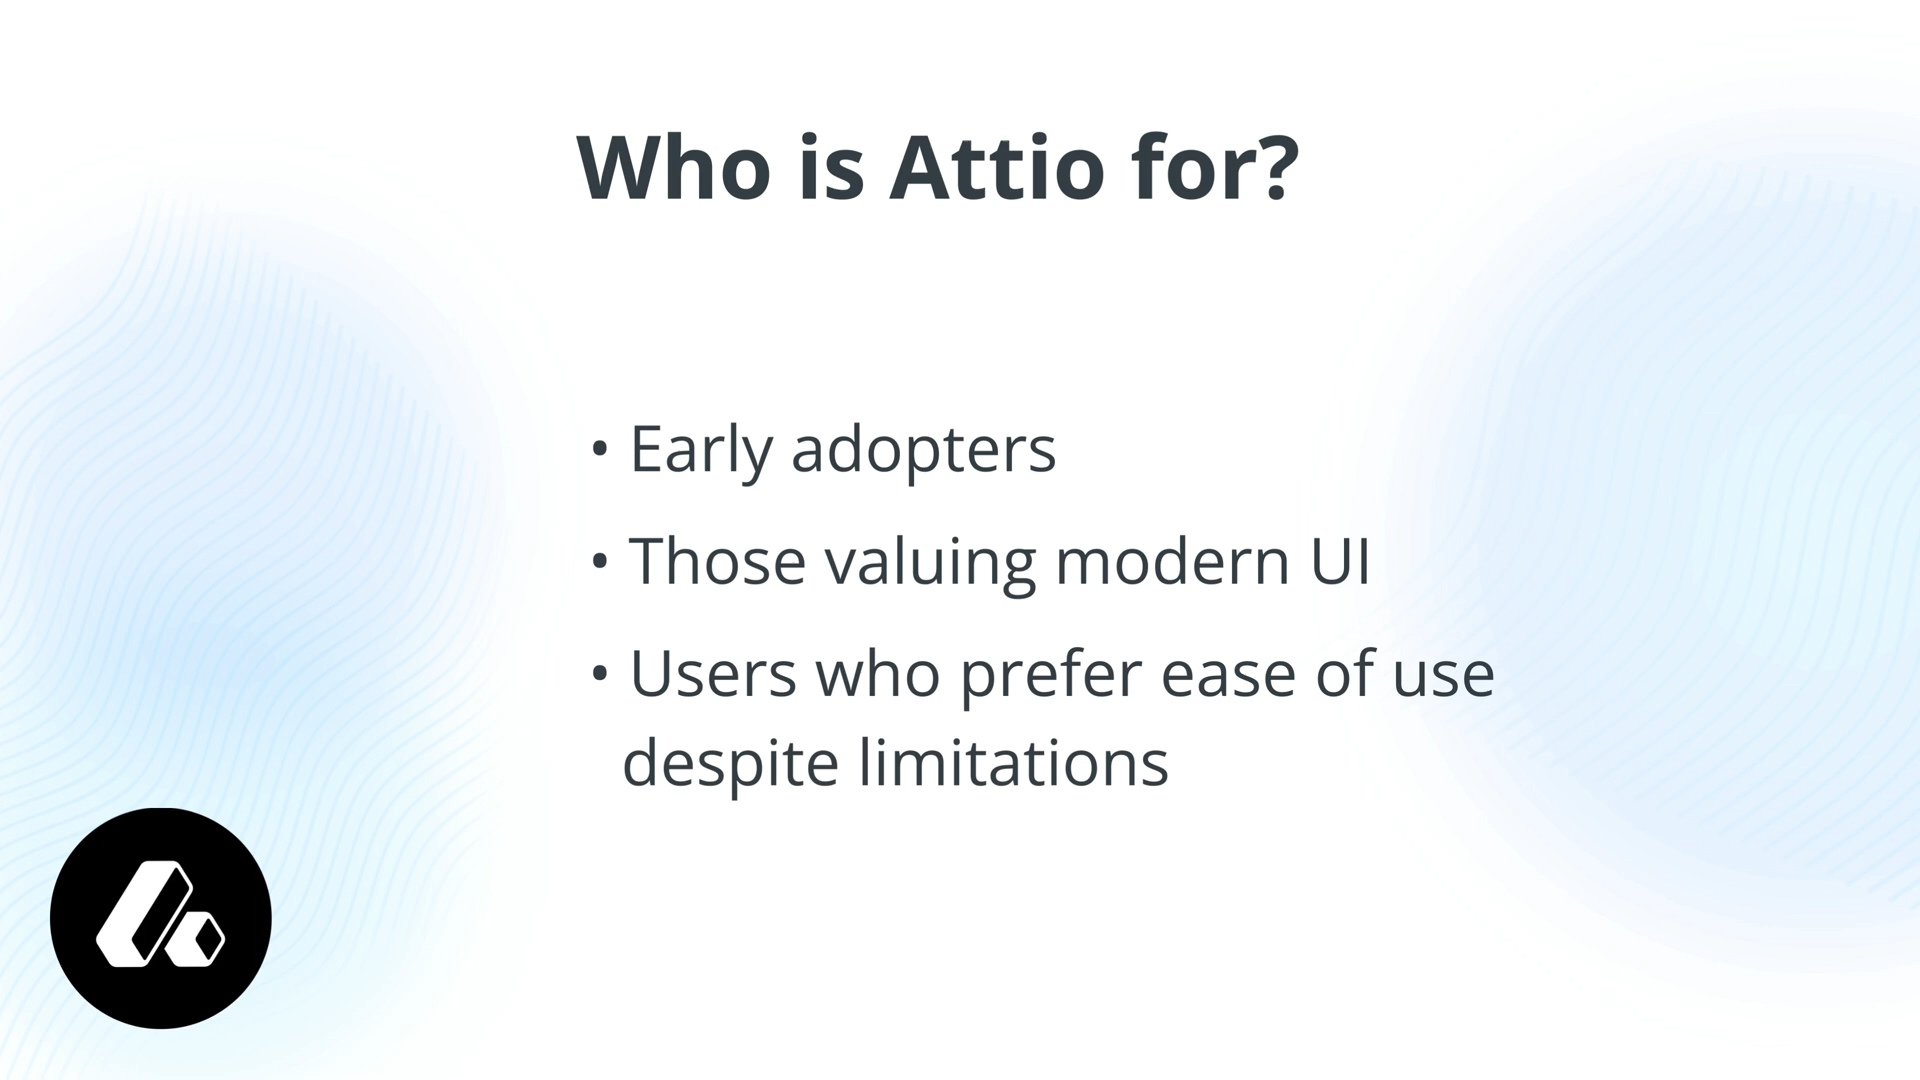 Who is Attio for?
• Early adopters
• Those valuing modern UI
• Users who prefer ease of use
despite limitations